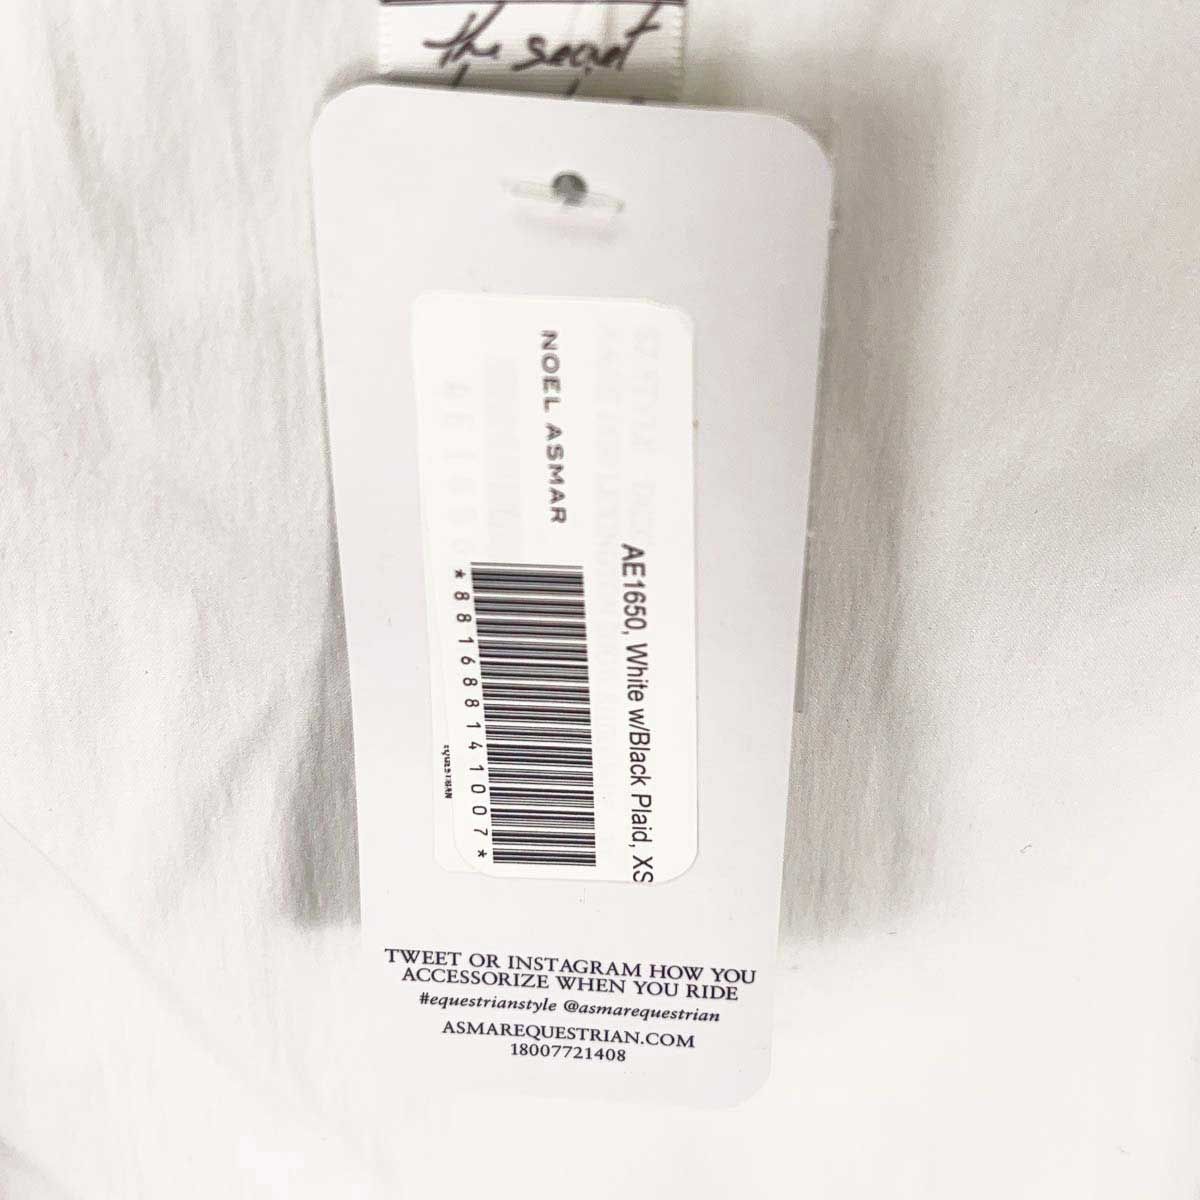 the secret
NOEL ASMAR
AE1650, White w/Black Plaid, XS
*881688141007*
EQUESTRIAN
TWEET OR INSTAGRAM HOW YOU
ACCESSORIZE WHEN YOU RIDE
#equestrianstyle @asmarequestrian
ASMAREQUESTRIAN.COM
18007721408